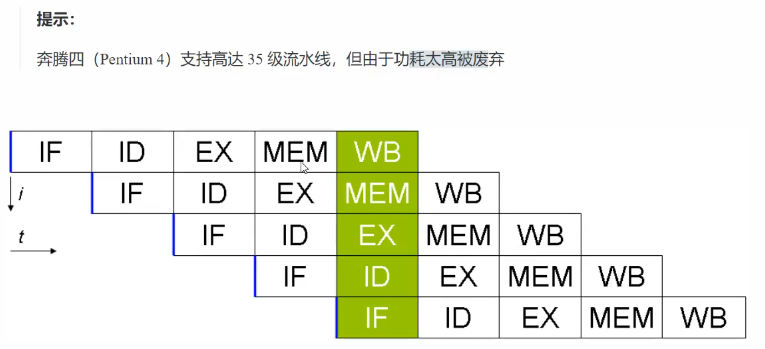 提示：
奔腾四（Pentium 4）支持高达 35 级流水线，但由于功耗太高被废弃
IF ID EX MEM WB
i IF ID EX MEM WB
t IF ID EX MEM WB
IF ID EX MEM WB
IF ID EX MEM WB